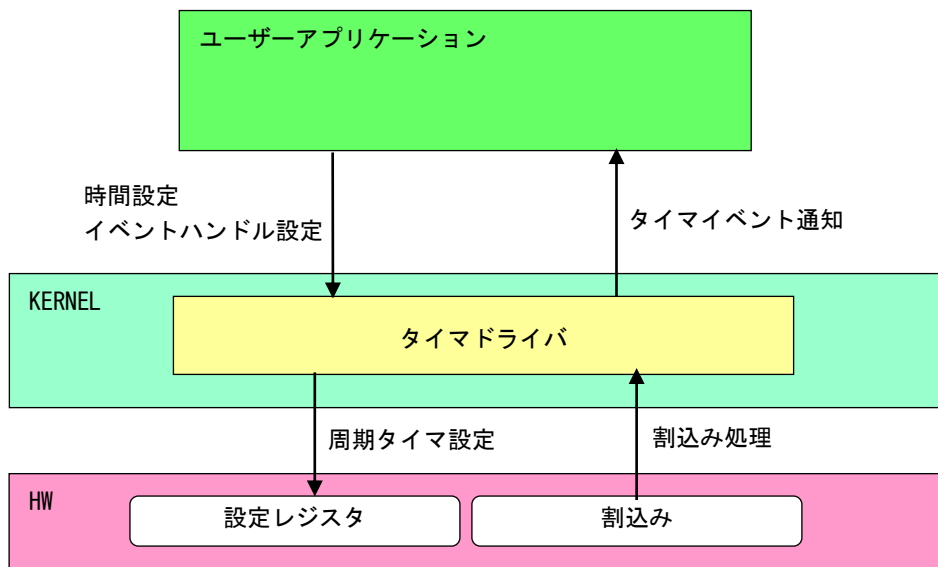 ユーザーアプリケーション
時間設定
イベントハンドル設定
タイマイベント通知
KERNEL
タイマドライバ
周期タイマ設定
割込み処理
HW
設定レジスタ
割込み